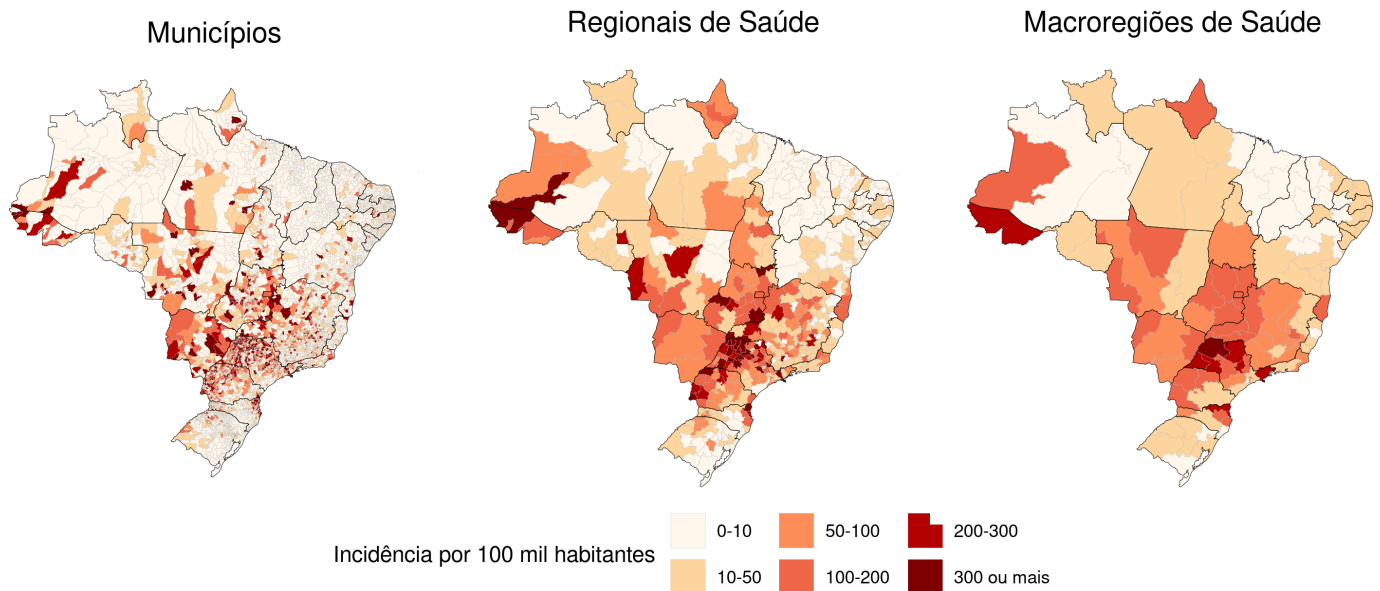 Municípios
Regionais de Saúde
Macroregiões de Saúde
Incidência por 100 mil habitantes
0-10
50-100
200-300
10-50
100-200
300 ou mais